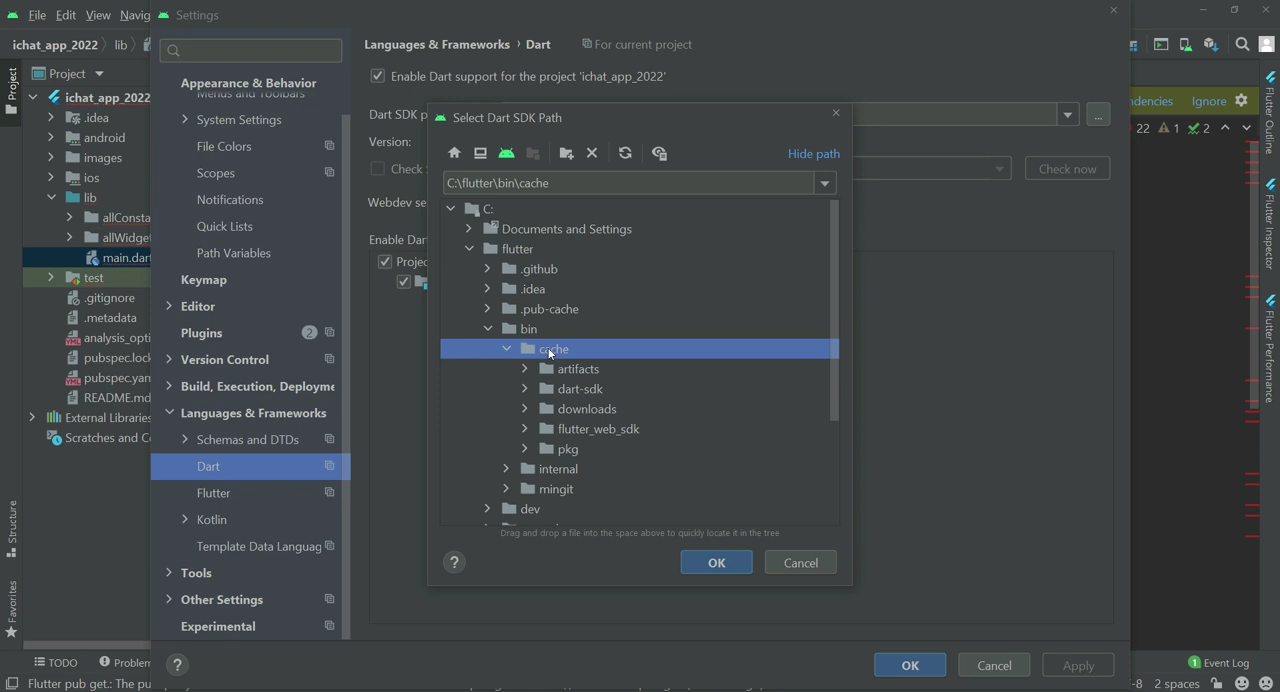 File Edit View Navig
Settings
ichat_app_2022 lib
Languages & Frameworks › Dart For current project
Project
Project
Appearance & Behavior
Menus and Toolbars
Enable Dart support for the project 'ichat_app_2022'
ichat_app_2022
.idea
System Settings
Dart SDK p
...
ndencies Ignore
Select Dart SDK Path
android
File Colors
Version:
22 1 2
images
Scopes
Check
Hide path
Check now
ios
Notifications
C:\flutter\bin\cache
lib
Quick Lists
Webdev se
C:
allConsta
Documents and Settings
allWidget
Path Variables
Enable Dar
flutter
main.dart
Keymap
Projec
.github
test
Editor
.idea
.gitignore
Plugins 2
.pub-cache
.metadata
bin
analysis_opti
Version Control
cache
pubspec.lock
Build, Execution, Deployme
artifacts
pubspec.yam
Languages & Frameworks
dart-sdk
README.md
Schemas and DTDs
downloads
External Libraries
Dart
flutter_web_sdk
Scratches and C
Flutter
pkg
Kotlin
internal
Template Data Languag
mingit
Tools
dev
Other Settings
Drag and drop a file into the space above to quickly locate it in the tree
Experimental
? OK Cancel
Structure
Favorites
Flutter Outline
Flutter Inspector
Flutter Performance
TODO Problem
? OK Cancel Apply
1 Event Log
Flutter pub get.: The pu
-8 2 spaces